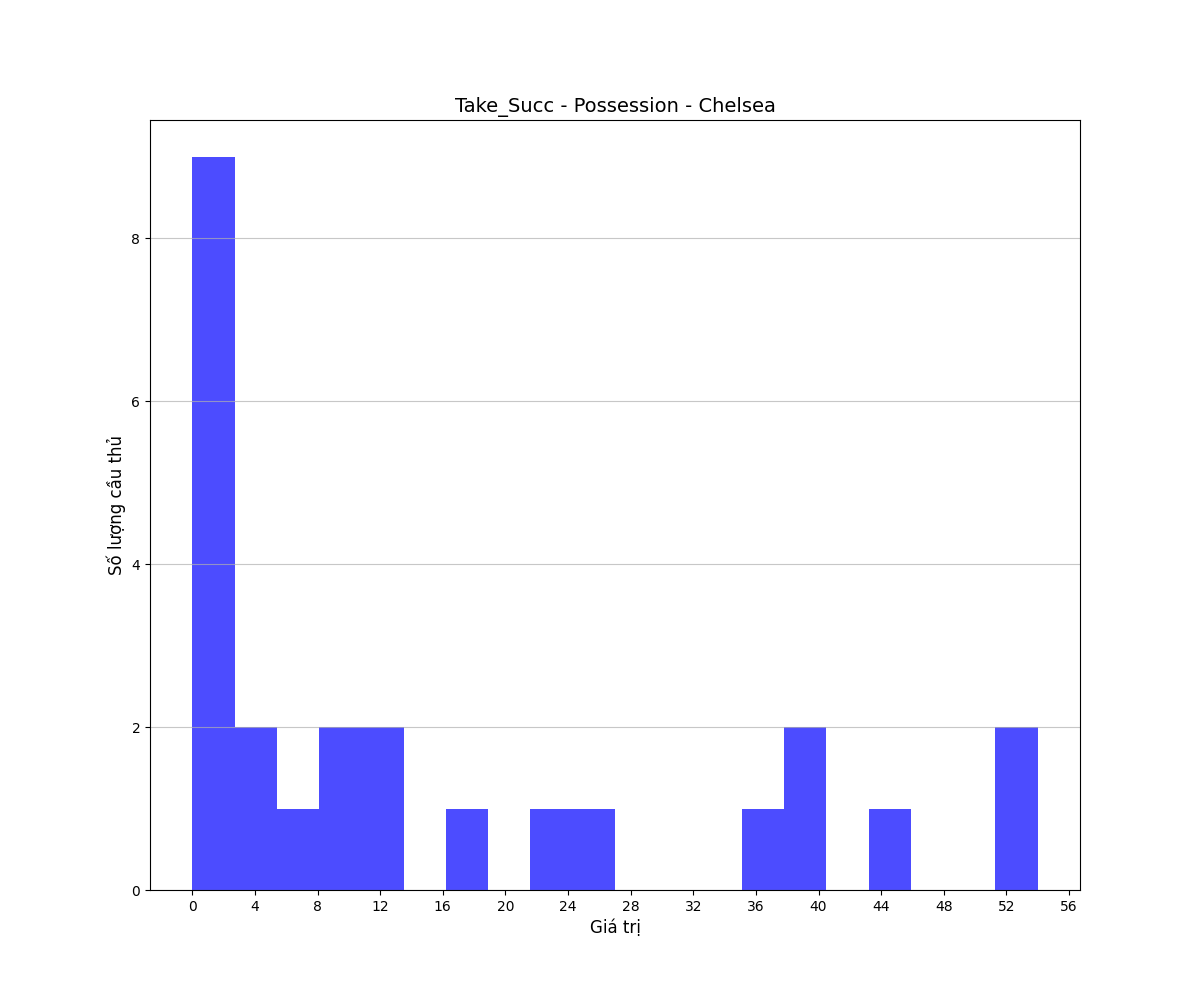 Take_Succ - Possession - Chelsea
8
6
4
2
0
Số lượng cầu thủ
0 4 8 12 16 20 24 28 32 36 40 44 48 52 56
Giá trị